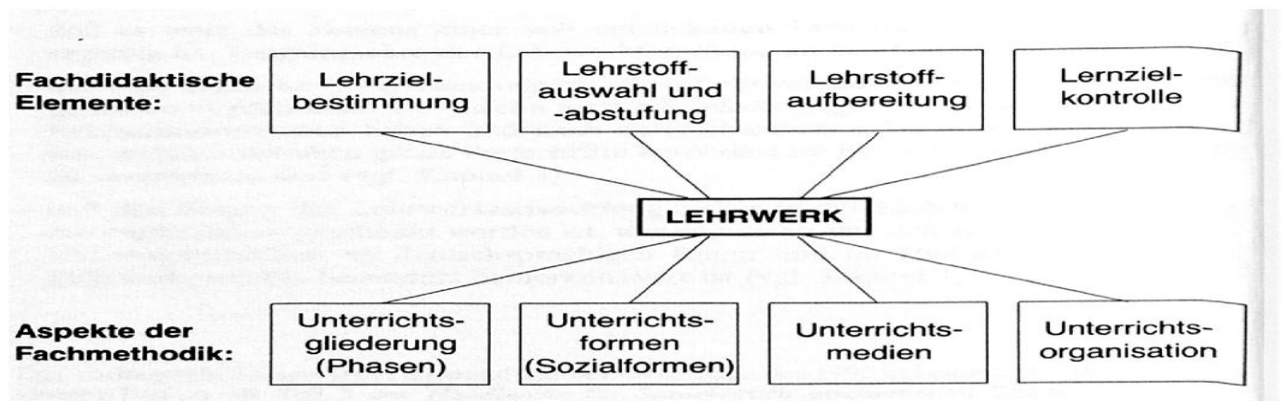 Fachdidaktische
Elemente:
Lehrziel-
bestimmung
Lehrstoff-
auswahl und
-abstufung
Lehrstoff-
aufbereitung
Lernziel-
kontrolle
LEHRWERK
Aspekte der
Fachmethodik:
Unterrichts-
gliederung
(Phasen)
Unterrichts-
formen
(Sozialformen)
Unterrichts-
medien
Unterrichts-
organisation